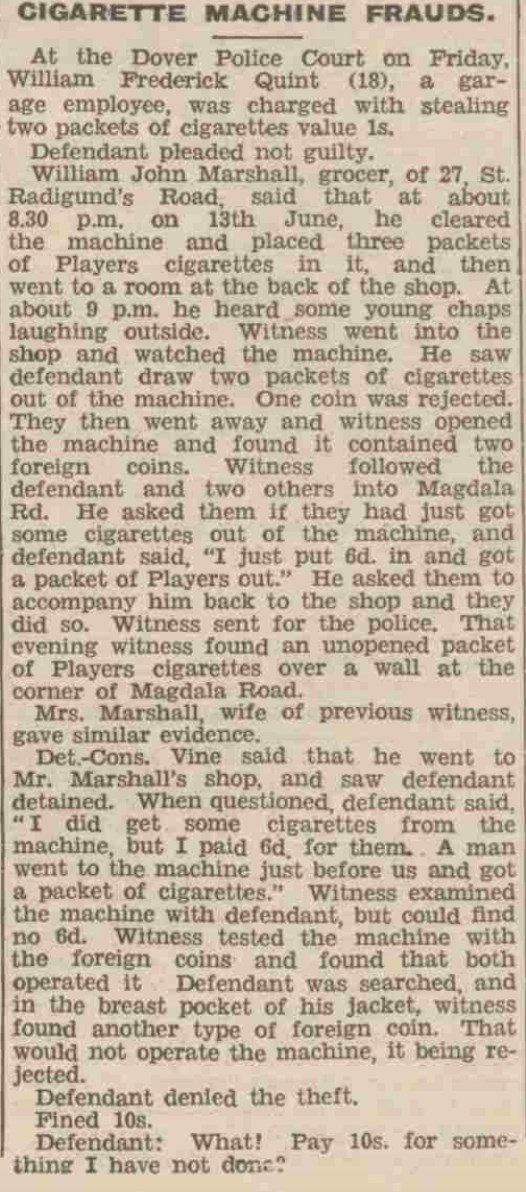 CIGARETTE MACHINE FRAUDS.
At the Dover Police Court on Friday,
William Frederick Quint (18), a gar-
age employee, was charged with stealing
two packets of cigarettes value 1s.
Defendant pleaded not guilty.
William John Marshall, grocer, of 27, St.
Radigund's Road, said that at about
8.30 p.m. on 13th June, he cleared
the machine and placed three packets
of Players cigarettes in it, and then
went to a room at the back of the shop. At
about 9 p.m. he heard some young chaps
laughing outside. Witness went into the
shop and watched the machine. He saw
defendant draw two packets of cigarettes
out of the machine. One coin was rejected.
They then went away and witness opened
the machine and found it contained two
foreign coins. Witness followed the
defendant and two others into Magdala
Rd. He asked them if they had just got
some cigarettes out of the machine, and
defendant said, "I just put 6d. in and got
a packet of Players out." He asked them to
accompany him back to the shop and they
did so. Witness sent for the police. That
evening witness found an unopened packet
of Players cigarettes over a wall at the
corner of Magdala Road.
Mrs. Marshall, wife of previous witness,
gave similar evidence.
Det.-Cons. Vine said that he went to
Mr. Marshall's shop, and saw defendant
detained. When questioned, defendant said,
"I did get some cigarettes from the
machine, but I paid 6d. for them. A man
went to the machine just before us and got
a packet of cigarettes." Witness examined
the machine with defendant, but could find
no 6d. Witness tested the machine with
the foreign coins and found that both
operated it Defendant was searched, and
in the breast pocket of his jacket, witness
found another type of foreign coin. That
would not operate the machine, it being re-
jected.
Defendant denied the theft.
Fined 10s.
Defendant: What! Pay 10s. for some-
thing I have not done?